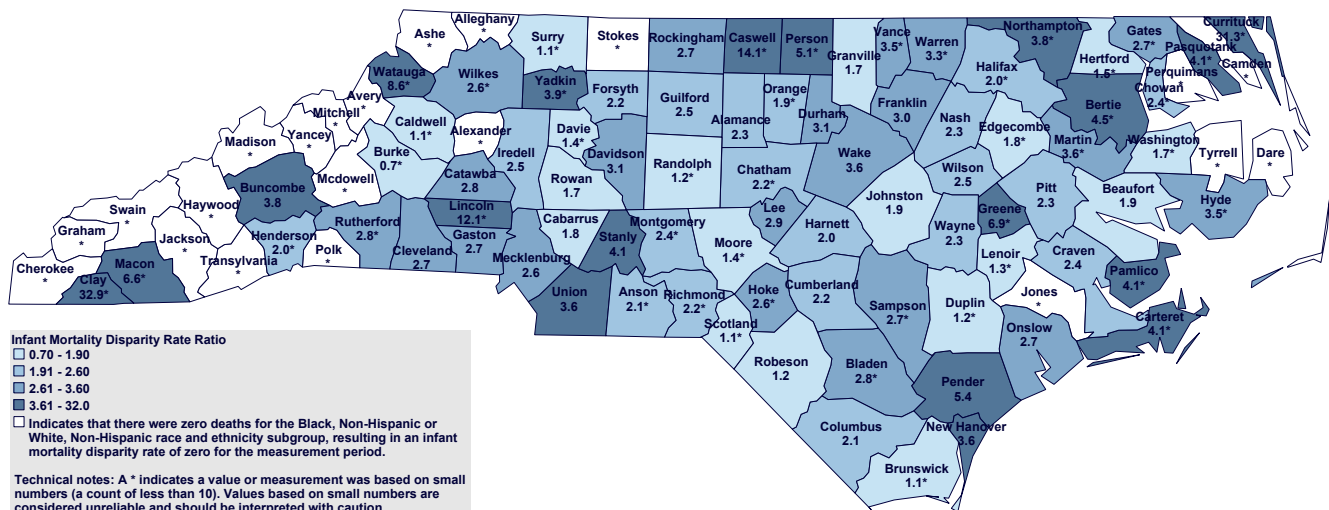 Ashe
*
Alleghany
*
Surry
1.1*
Stokes
*
Rockingham
2.7
Caswell
14.1*
Person
5.1*
Granville
1.7
Vance
3.5*
Warren
3.3*
Northampton
3.8*
Halifax
2.0*
Hertford
1.5*
Gates
2.7*
Currituck
31.3*
Pasquotank
4.1*
Camden
*
Perquimans
*
Chowan
2.4*
Bertie
4.5*
Watauga
8.6*
Wilkes
2.6*
Yadkin
3.9*
Forsyth
2.2
Guilford
2.5
Alamance
2.3
Orange
1.9*
Durham
3.1
Franklin
3.0
Nash
2.3
Edgecombe
1.8*
Martin
3.6*
Washington
1.7*
Tyrrell
*
Dare
*
Avery
*
Mitchell
*
Yancey
*
Madison
*
Caldwell
1.1*
Alexander
*
Iredell
2.5
Davie
1.4*
Davidson
3.1
Randolph
1.2*
Chatham
2.2*
Wake
3.6
Johnston
1.9
Wilson
2.5
Pitt
2.3
Beaufort
1.9
Hyde
3.5*
Burke
0.7*
Mcdowell
*
Buncombe
3.8
Haywood
*
Swain
*
Graham
*
Jackson
*
Cherokee
*
Clay
32.9*
Macon
6.6*
Transylvania
*
Henderson
2.0*
Polk
*
Rutherford
2.8*
Cleveland
2.7
Catawba
2.8
Lincoln
12.1*
Gaston
2.7
Rowan
1.7
Cabarrus
1.8
Mecklenburg
2.6
Stanly
4.1
Montgomery
2.4*
Moore
1.4*
Lee
2.9
Harnett
2.0
Wayne
2.3
Greene
6.9*
Lenoir
1.3*
Craven
2.4
Pamlico
4.1*
Jones
*
Carteret
4.1*
Onslow
2.7
Duplin
1.2*
Sampson
2.7*
Cumberland
2.2
Hoke
2.6*
Richmond
2.2*
Anson
2.1*
Union
3.6
Scotland
1.1*
Robeson
1.2
Bladen
2.8*
Pender
5.4
New Hanover
3.6
Columbus
2.1
Brunswick
1.1*
Infant Mortality Disparity Rate Ratio
0.70 - 1.90
1.91 - 2.60
2.61 - 3.60
3.61 - 32.0
Indicates that there were zero deaths for the Black, Non-Hispanic or
White, Non-Hispanic race and ethnicity subgroup, resulting in an infant
mortality disparity rate of zero for the measurement period.
Technical notes: A * indicates a value or measurement was based on small
numbers (a count of less than 10). Values based on small numbers are
considered unreliable and should be interpreted with caution